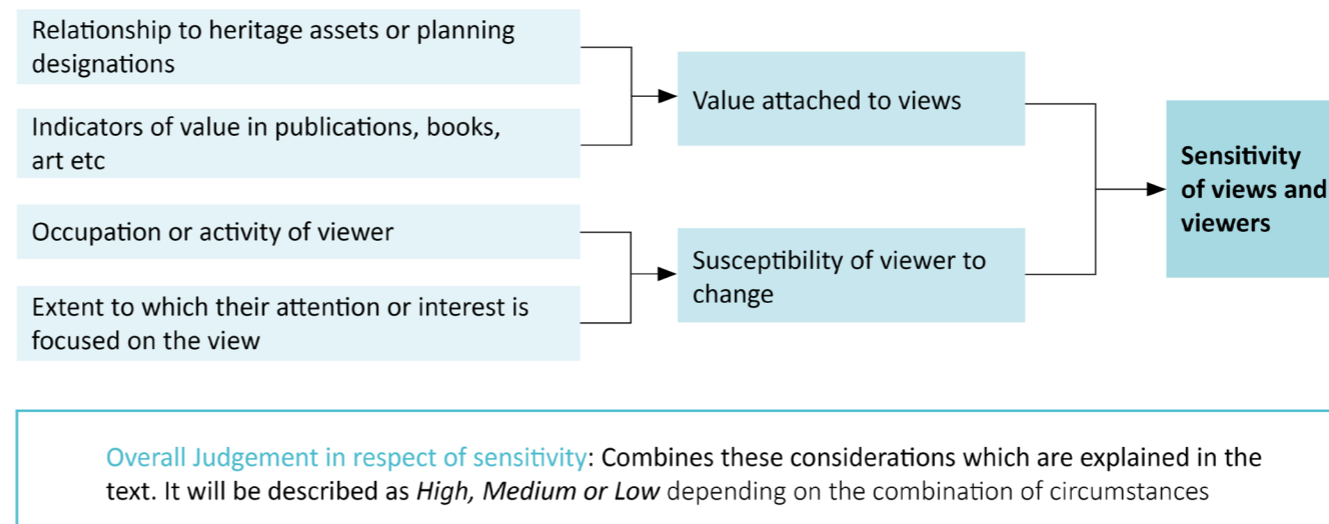 Relationship to heritage assets or planning
designations
Indicators of value in publications, books,
art etc
Value attached to views
Occupation or activity of viewer
Extent to which their attention or interest is
focused on the view
Susceptibility of viewer to
change
Sensitivity
of views and
viewers
Overall Judgement in respect of sensitivity: Combines these considerations which are explained in the
text. It will be described as High, Medium or Low depending on the combination of circumstances